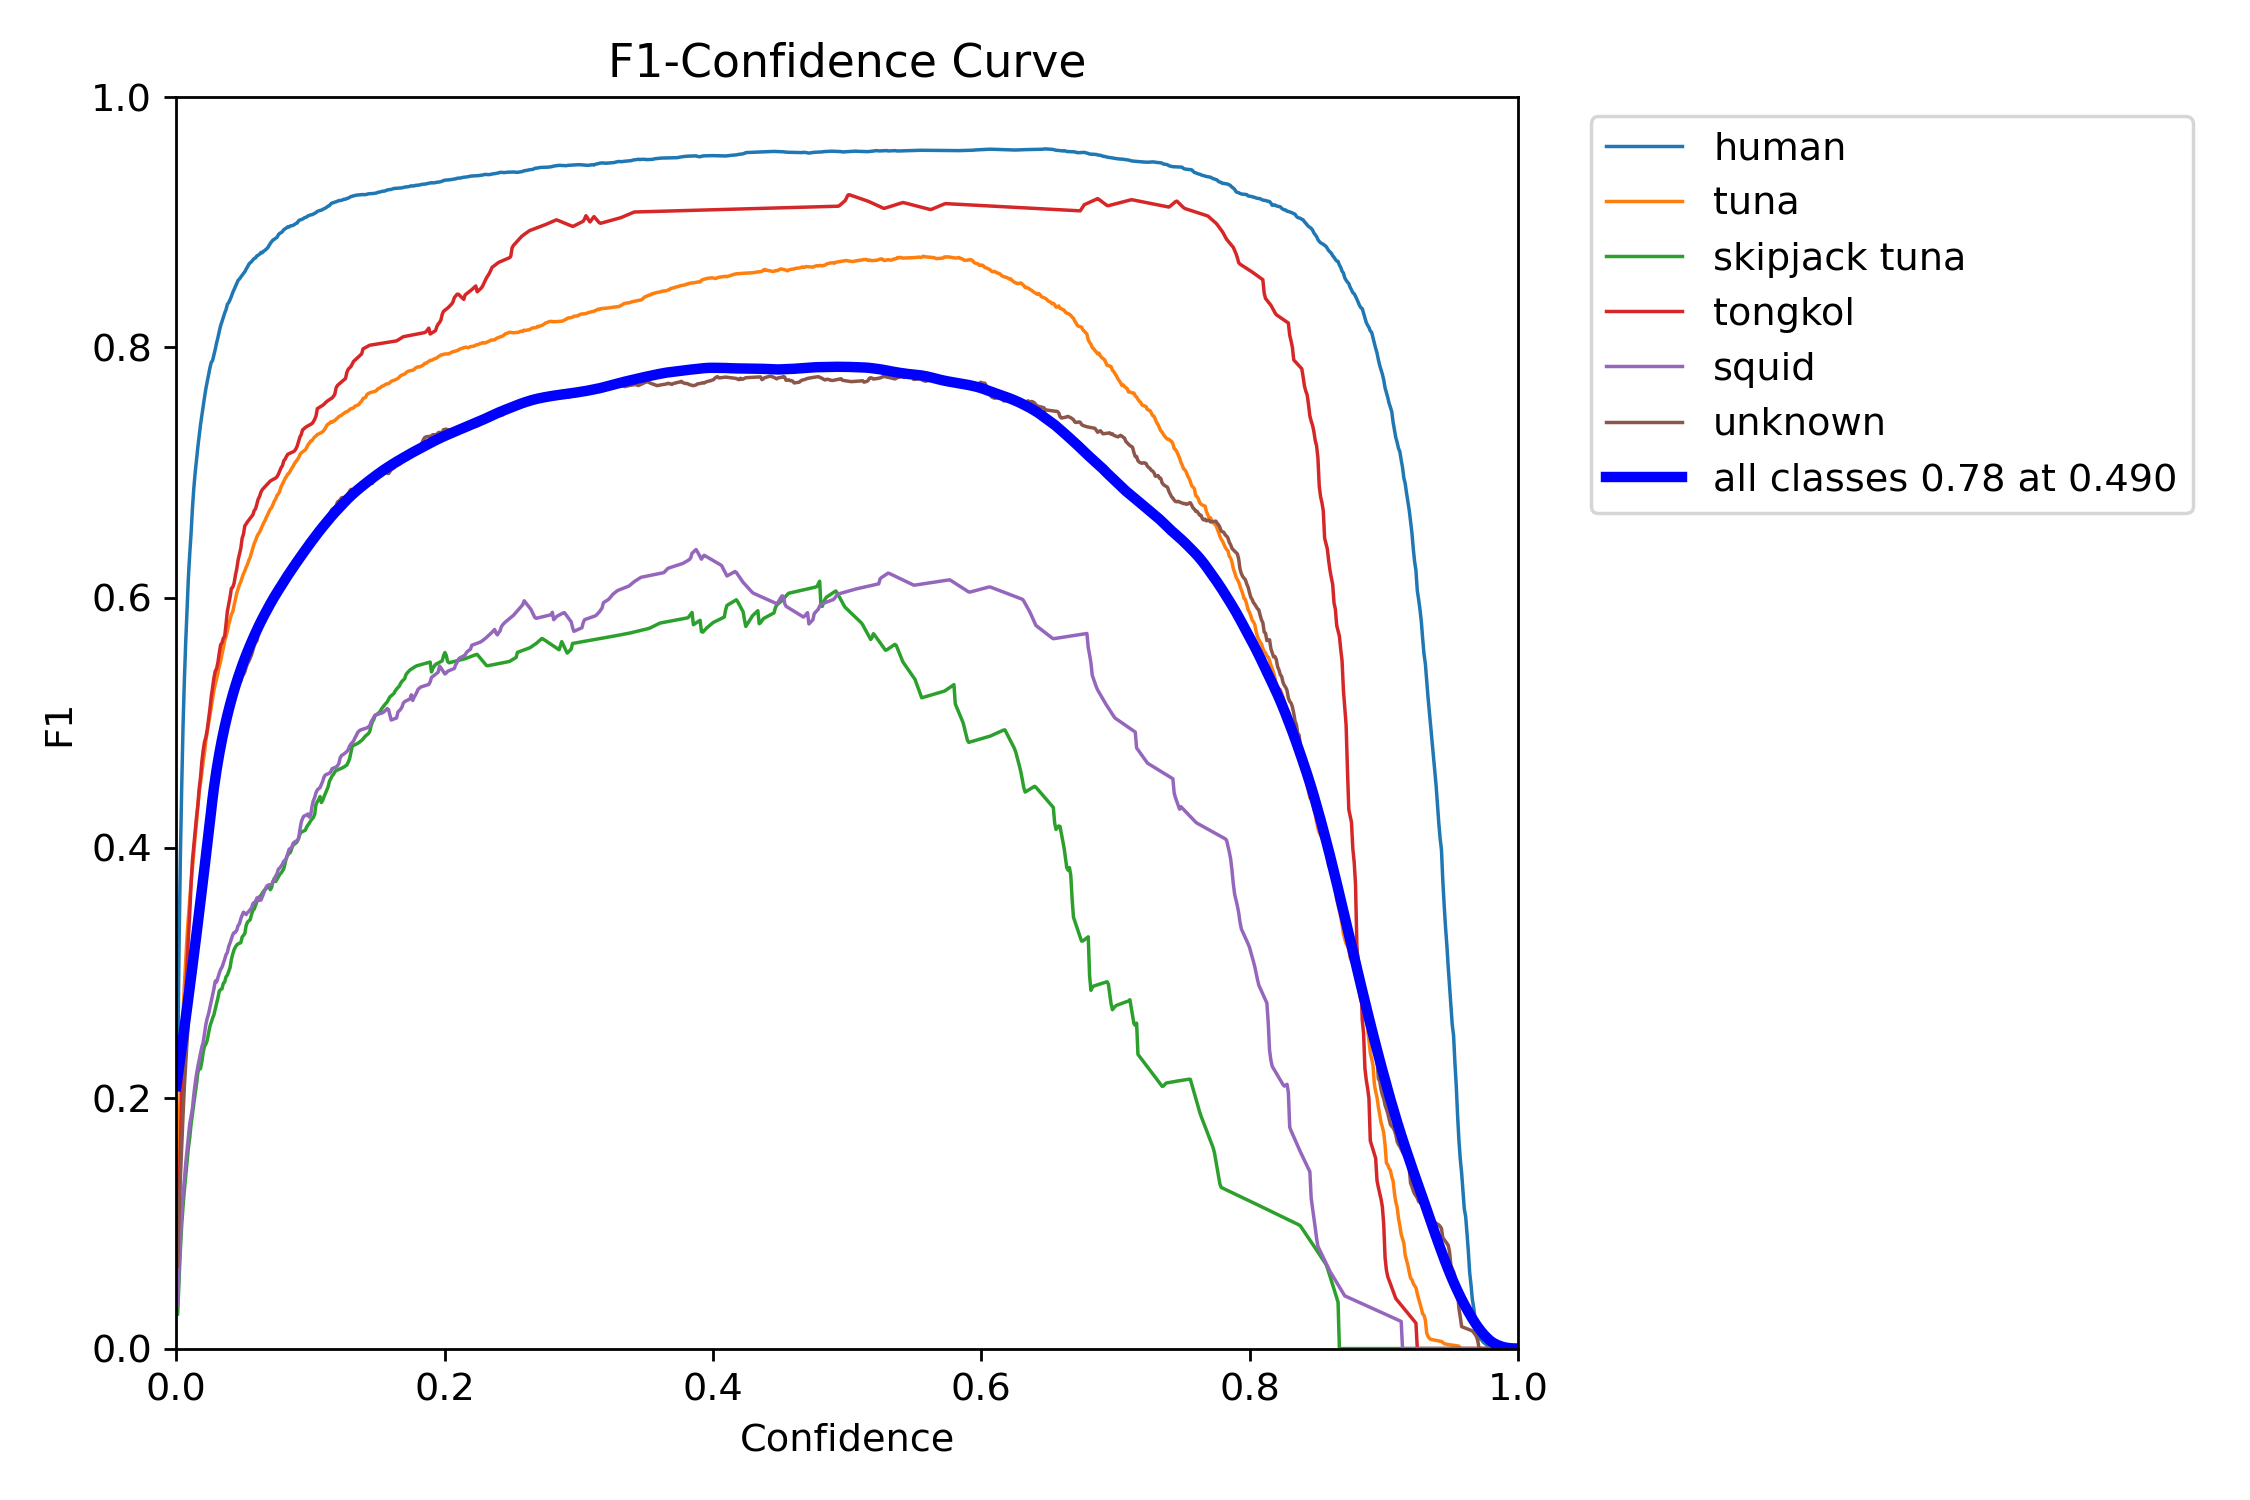 F1-Confidence Curve
1.0
0.8
0.6
0.4
0.2
0.0
F1
0.0 0.2 0.4 0.6 0.8 1.0
Confidence
human
tuna
skipjack tuna
tongkol
squid
unknown
all classes 0.78 at 0.490